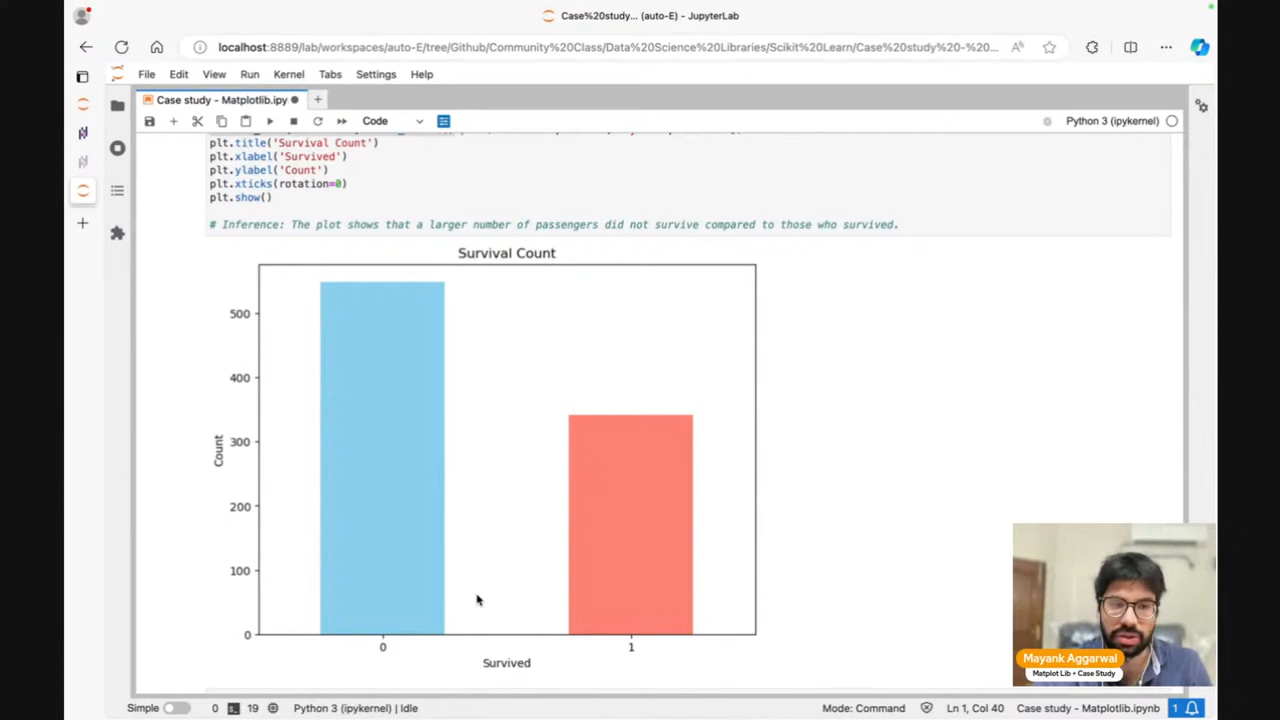 Case%20study... (auto-E) - JupyterLab
localhost:8889/lab/workspaces/auto-E/tree/Github/Community%20Class/Data%20Science%20Libraries/Scikit%20Learn/Case%20study%20-%20...
File Edit View Run Kernel Tabs Settings Help
Case study - Matplotlib.ipy
Code
Python 3 (ipykernel)
plt.title('Survival Count')
plt.xlabel('Survived')
plt.ylabel('Count')
plt.xticks(rotation=0)
plt.show()
# Inference: The plot shows that a larger number of passengers did not survive compared to those who survived.
Survival Count
500
400
300
200
100
0
Count
0 1
Survived
Mayank Aggarwal
Matplot Lib + Case Study
Simple 0 19 Python 3 (ipykernel) | Idle Mode: Command Ln 1, Col 40 Case study - Matplotlib.ipynb 1